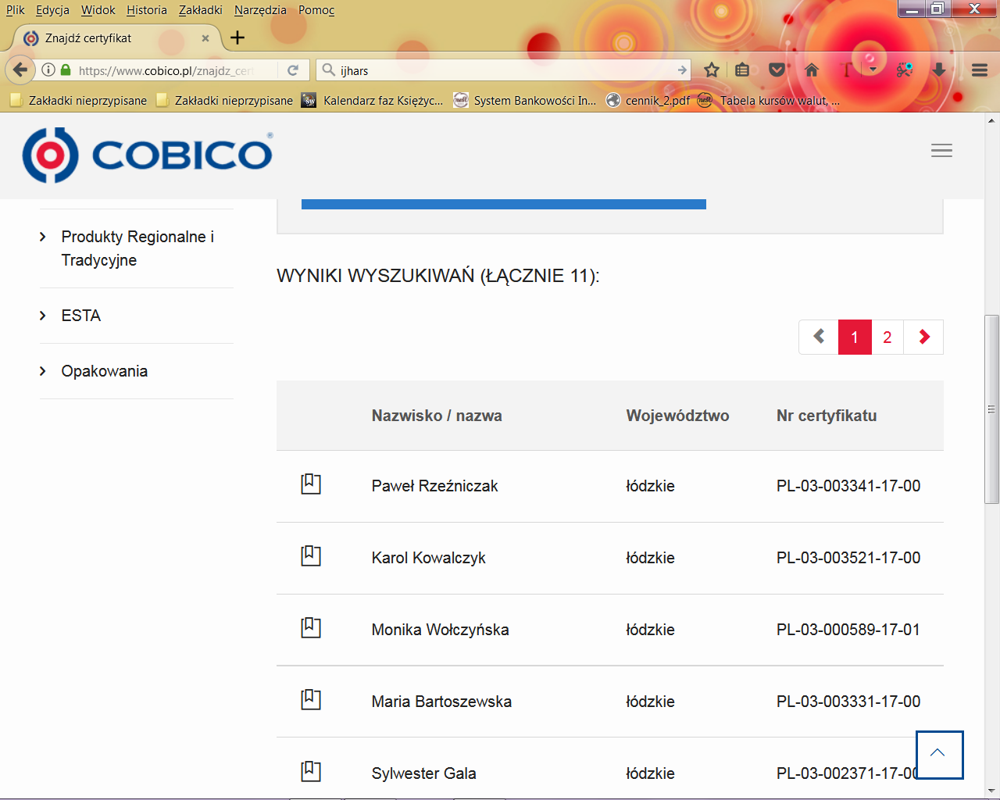 Plik Edycja Widok Historia Zakładki Narzędzia Pomoc
Znajdź certyfikat
https://www.cobico.pl/znajdz_cert
ijhars
Zakładki nieprzypisane Zakładki nieprzypisane Kalendarz faz Księżyc... System Bankowości In... cennik_2.pdf Tabela kursów walut, ...
COBICO®
Produkty Regionalne i
Tradycyjne
ESTA
Opakowania
WYNIKI WYSZUKIWAŃ (ŁĄCZNIE 11):
1 2
Nazwisko / nazwa Województwo Nr certyfikatu
Paweł Rzeźniczak łódzkie PL-03-003341-17-00
Karol Kowalczyk łódzkie PL-03-003521-17-00
Monika Wołczyńska łódzkie PL-03-000589-17-01
Maria Bartoszewska łódzkie PL-03-003331-17-00
Sylwester Gala łódzkie PL-03-002371-17-00